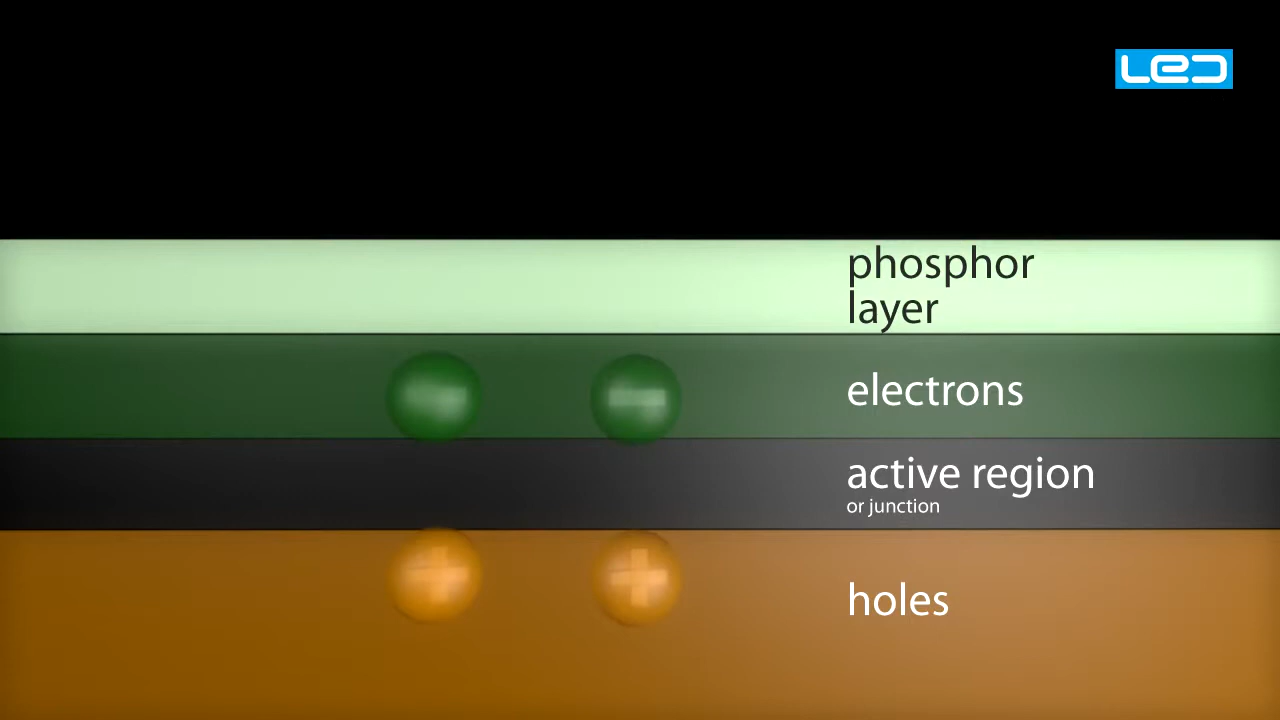 LED
phosphor
layer
electrons
active region
or junction
holes